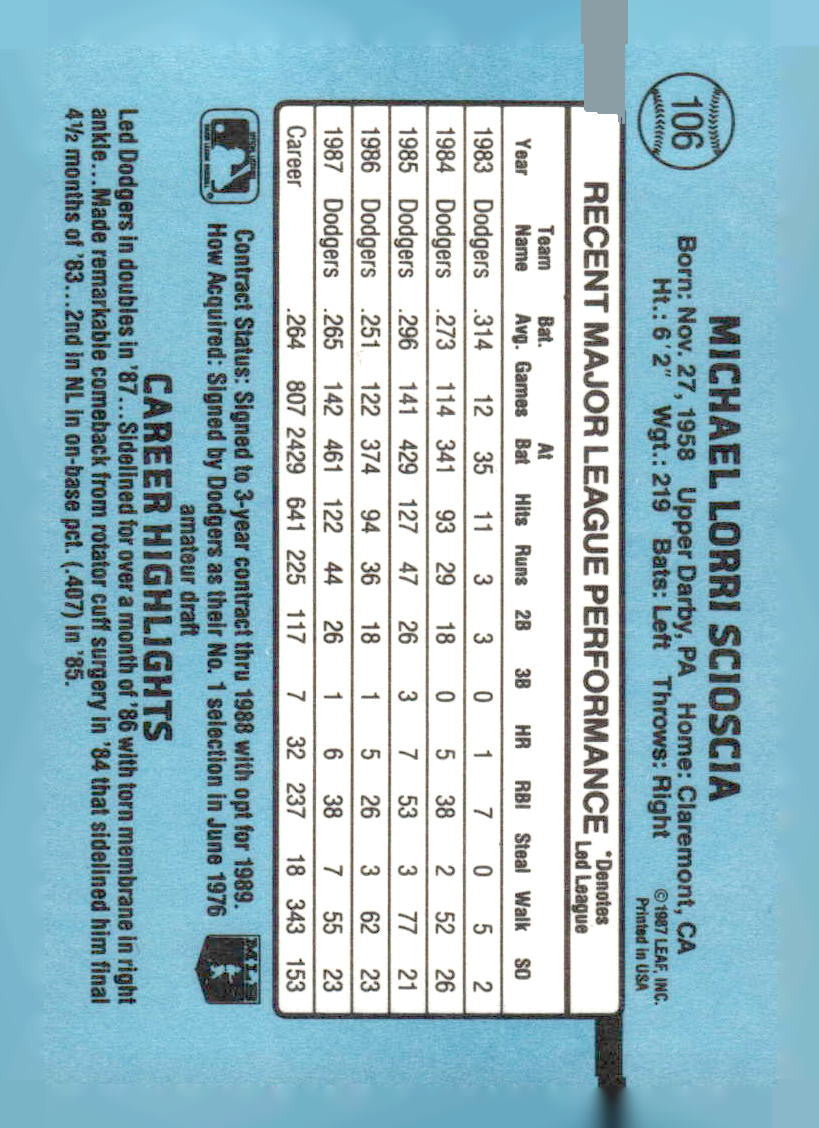 106
MICHAEL LORRI SCIOSCIA
Born: Nov. 27, 1958 Upper Darby, PA Home: Claremont, CA
Ht.: 6'2" Wgt.: 219 Bats: Left Throws: Right
© 1987 LEAF, INC.
Printed in USA
RECENT MAJOR LEAGUE PERFORMANCE *Denotes
Led League
Year Team Name Bat. Avg. Games At Bat Hits Runs 2B 3B HR RBI Steal Walk SO
1983 Dodgers .314 12 35 11 3 3 0 1 7 0 5 2
1984 Dodgers .273 114 341 93 29 18 0 5 38 2 52 26
1985 Dodgers .296 141 429 127 47 26 3 7 53 3 77 21
1986 Dodgers .251 122 374 94 36 18 1 5 26 3 62 23
1987 Dodgers .265 142 461 122 44 26 1 6 38 7 55 23
Career .264 807 2429 641 225 117 7 32 237 18 343 153
Contract Status: Signed to 3-year contract thru 1988 with opt for 1989.
How Acquired: Signed by Dodgers as their No. 1 selection in June 1976
amateur draft
MLB
CAREER HIGHLIGHTS
Led Dodgers in doubles in '87...Sidelined for over a month of '86 with torn membrane in right
ankle...Made remarkable comeback from rotator cuff surgery in '84 that sidelined him final
4½ months of '83...2nd in NL in on-base pct. (.407) in '85.